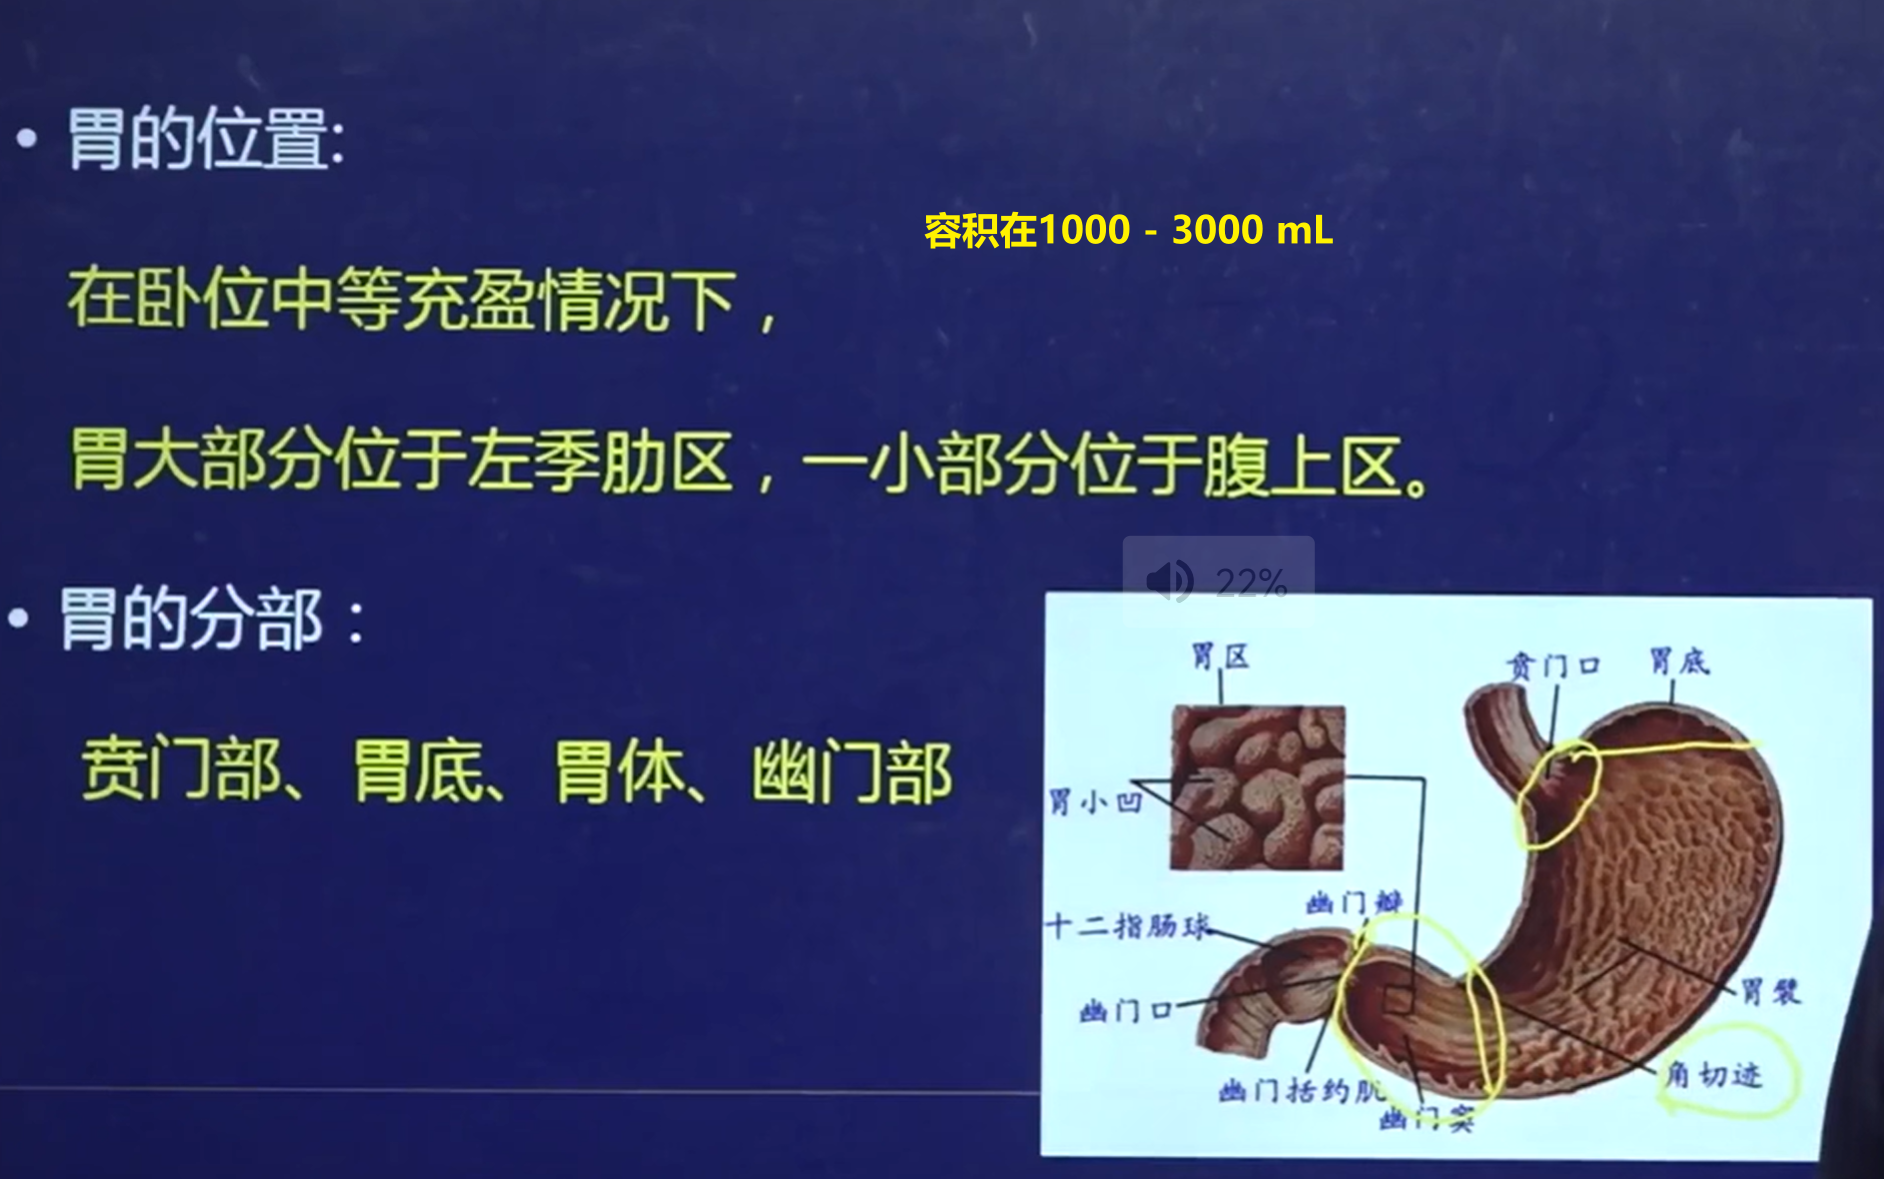 • 胃的位置:
容积在1000 - 3000 mL
在卧位中等充盈情况下，
胃大部分位于左季肋区，一小部分位于腹上区。
22%
• 胃的分部：
贲门部、胃底、胃体、幽门部
胃区
贲门口
胃底
胃小凹
幽门瓣
十二指肠球
幽门口
胃襞
角切迹
幽门括约肌
幽门窦